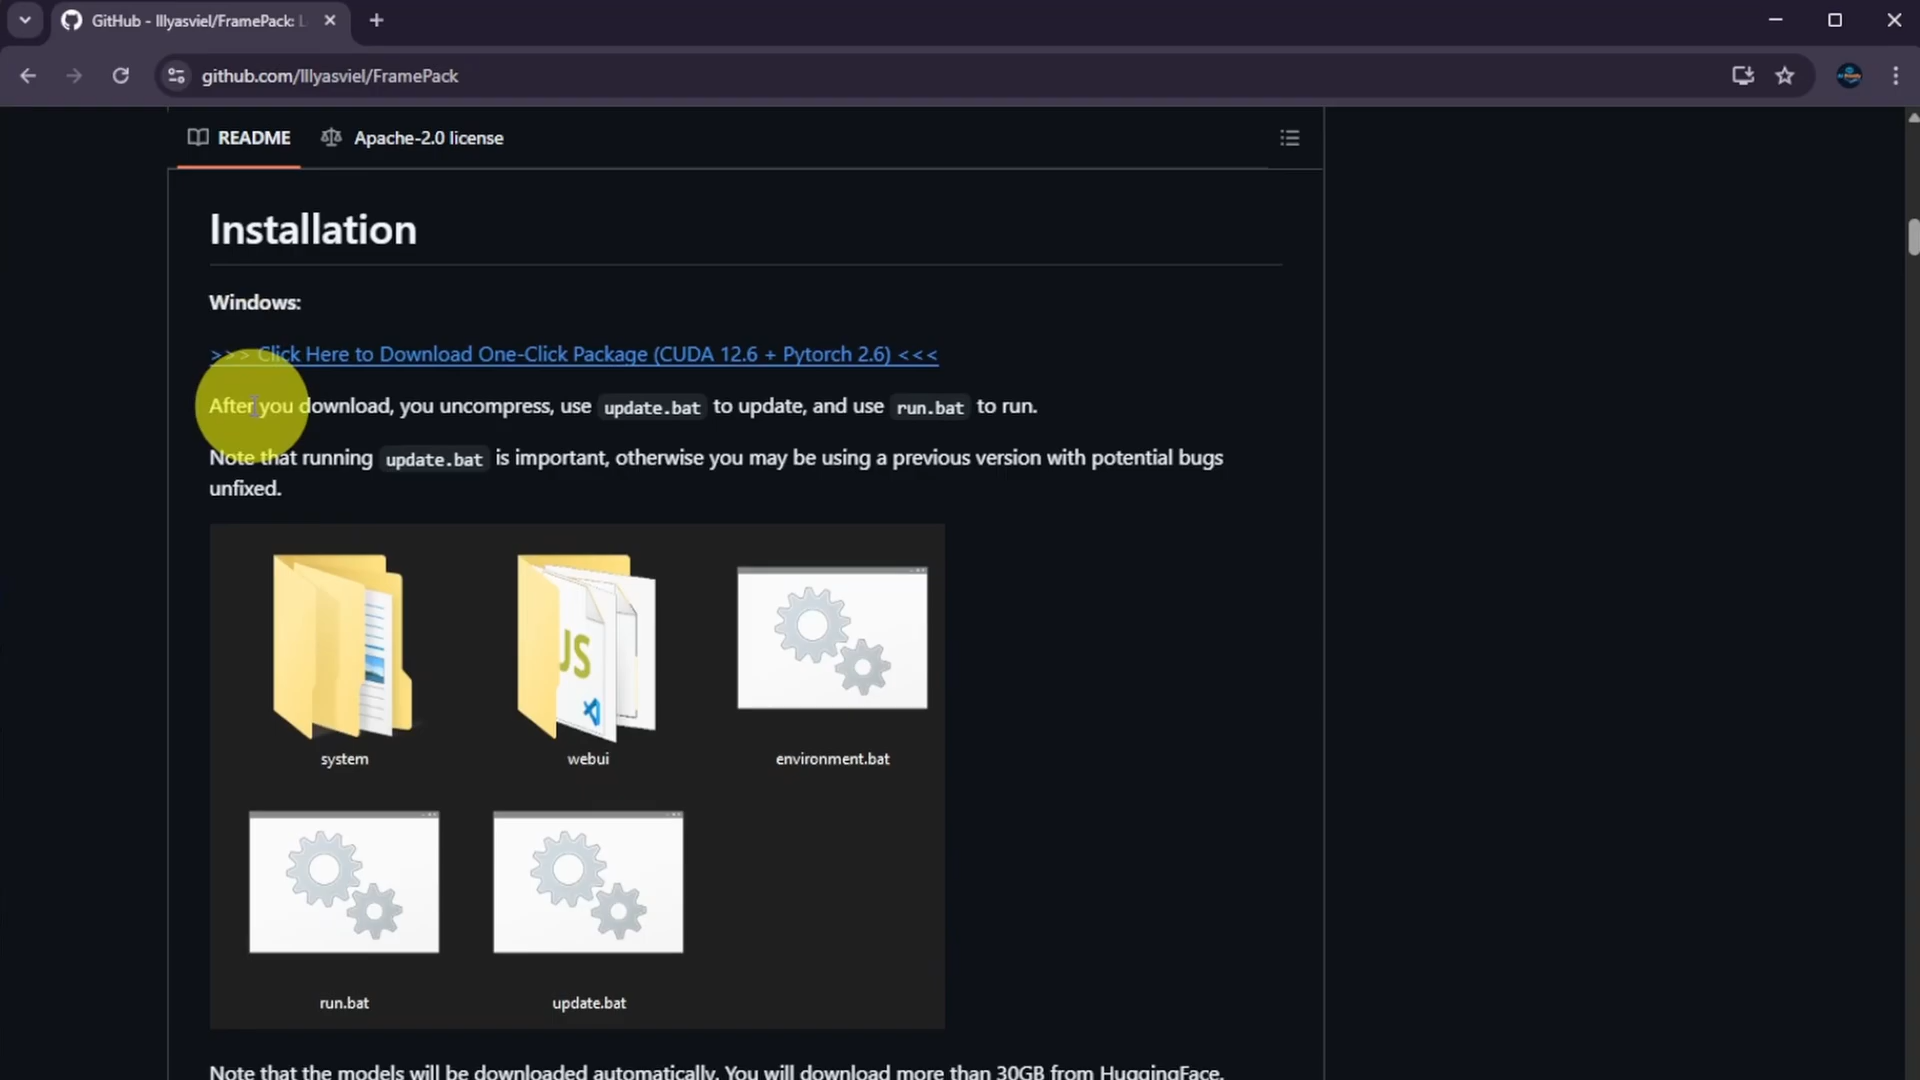 GitHub - lllyasviel/FramePack: L
github.com/lllyasviel/FramePack
README
Apache-2.0 license
Installation
Windows:
>>> Click Here to Download One-Click Package (CUDA 12.6 + Pytorch 2.6) <<<
After you download, you uncompress, use update.bat to update, and use run.bat to run.
Note that running update.bat is important, otherwise you may be using a previous version with potential bugs
unfixed.
JS
system
webui
environment.bat
run.bat
update.bat
Note that the models will be downloaded automatically. You will download more than 30GB from HuggingFace.